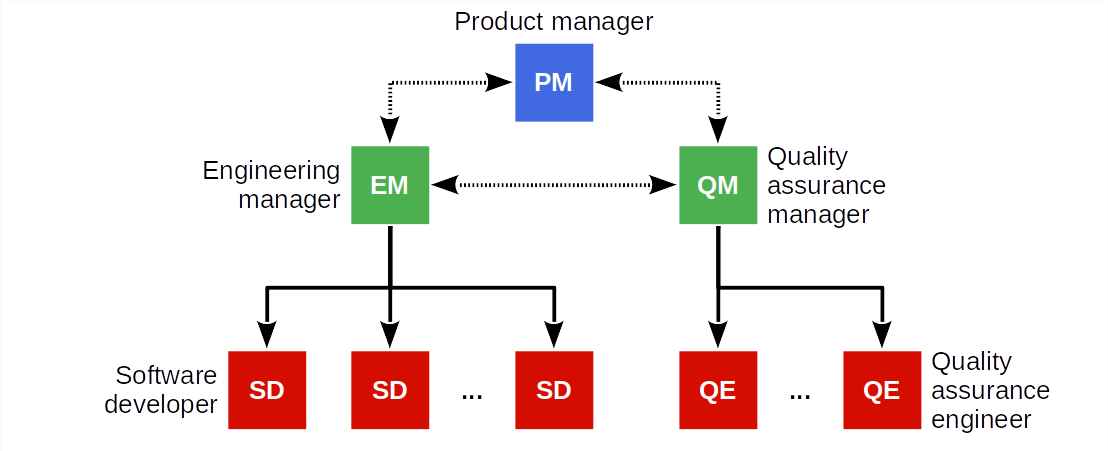 Product manager
PM
Engineering
manager
EM
QM
Quality
assurance
manager
Software
developer
SD
SD
...
SD
QE
...
QE
Quality
assurance
engineer